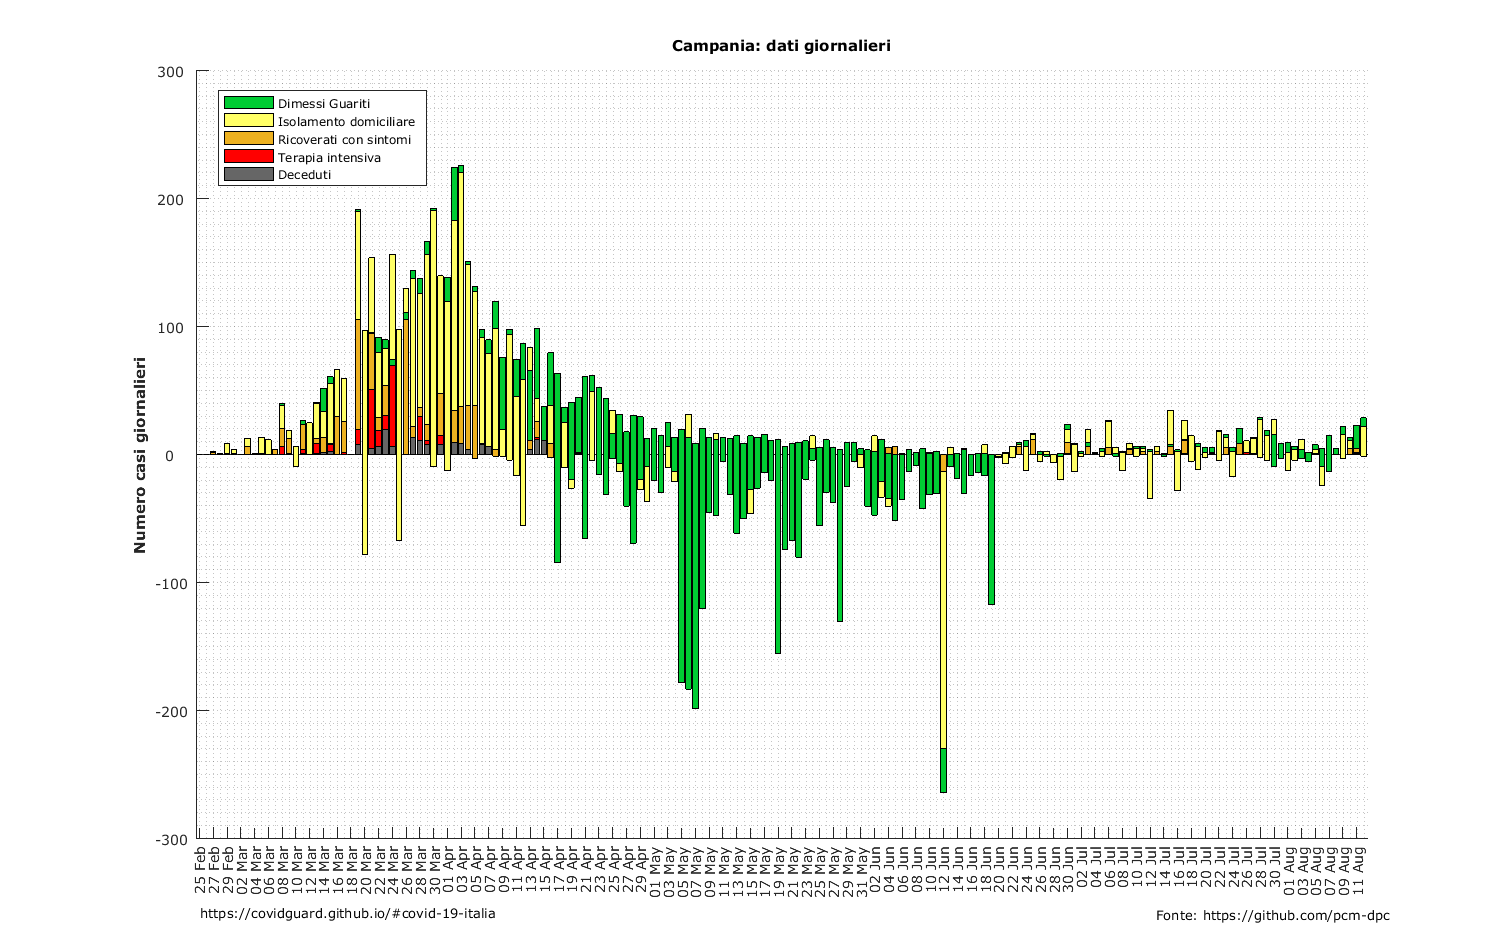 Campania: dati giornalieri
300
200
100
0
-100
-200
-300
Numero casi giornalieri
Dimessi Guariti
Isolamento domiciliare
Ricoverati con sintomi
Terapia intensiva
Deceduti
25 Feb
27 Feb
29 Feb
02 Mar
04 Mar
06 Mar
08 Mar
10 Mar
12 Mar
14 Mar
16 Mar
18 Mar
20 Mar
22 Mar
24 Mar
26 Mar
28 Mar
30 Mar
01 Apr
03 Apr
05 Apr
07 Apr
09 Apr
11 Apr
13 Apr
15 Apr
17 Apr
19 Apr
21 Apr
23 Apr
25 Apr
27 Apr
29 Apr
01 May
03 May
05 May
07 May
09 May
11 May
13 May
15 May
17 May
19 May
21 May
23 May
25 May
27 May
29 May
31 May
02 Jun
04 Jun
06 Jun
08 Jun
10 Jun
12 Jun
14 Jun
16 Jun
18 Jun
20 Jun
22 Jun
24 Jun
26 Jun
28 Jun
30 Jun
02 Jul
04 Jul
06 Jul
08 Jul
10 Jul
12 Jul
14 Jul
16 Jul
18 Jul
20 Jul
22 Jul
24 Jul
26 Jul
28 Jul
30 Jul
01 Aug
03 Aug
05 Aug
07 Aug
09 Aug
11 Aug
https://covidguard.github.io/#covid-19-italia
Fonte: https://github.com/pcm-dpc